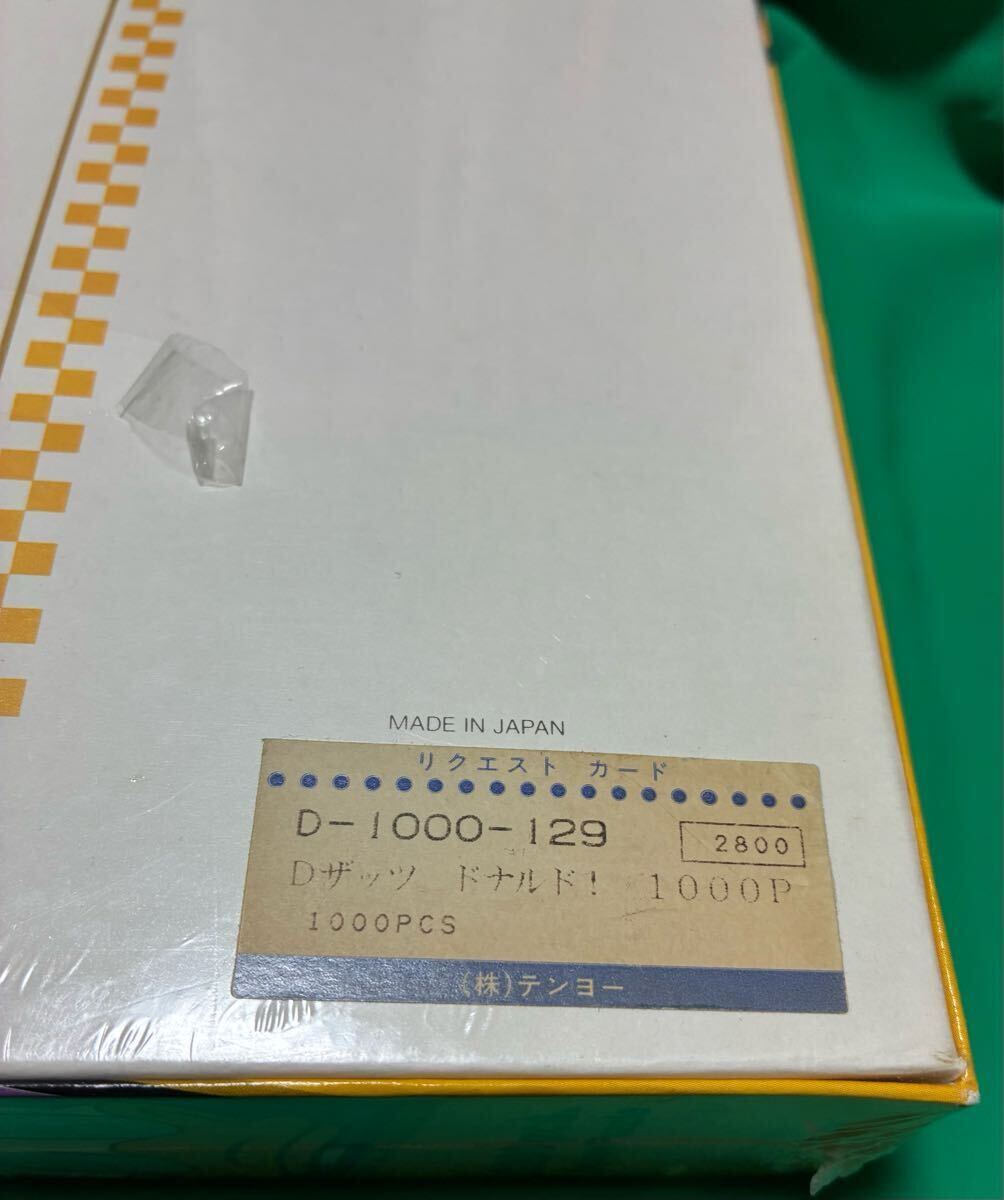 MADE IN JAPAN
リクエスト カード
D-1000-129
2800
Dザッツ ドナルド! 1000P
1000PCS
(株)テンヨー